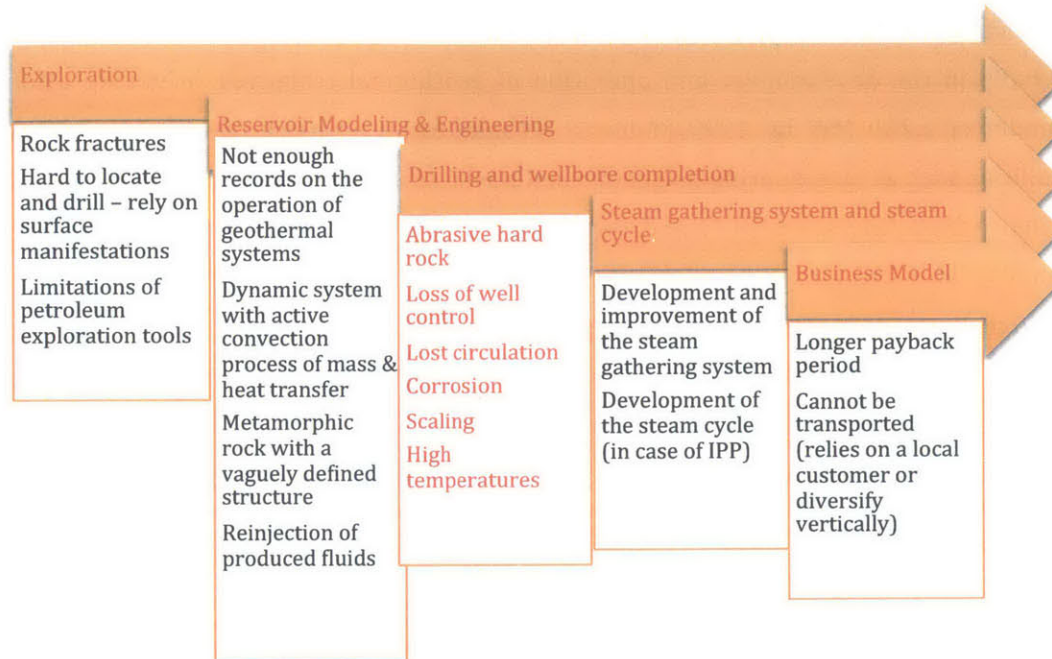 Exploration
Rock fractures
Hard to locate
and drill – rely on
surface
manifestations
Limitations of
petroleum
exploration tools
Reservoir Modeling & Engineering
Not enough
records on the
operation of
geothermal
systems
Dynamic system
with active
convection
process of mass &
heat transfer
Metamorphic
rock with a
vaguely defined
structure
Reinjection of
produced fluids
Drilling and wellbore completion
Abrasive hard
rock
Loss of well
control
Lost circulation
Corrosion
Scaling
High
temperatures
Steam gathering system and steam
cycle
Development and
improvement of
the steam
gathering system
Development of
the steam cycle
(in case of IPP)
Business Model
Longer payback
period
Cannot be
transported
(relies on a local
customer or
diversify
vertically)